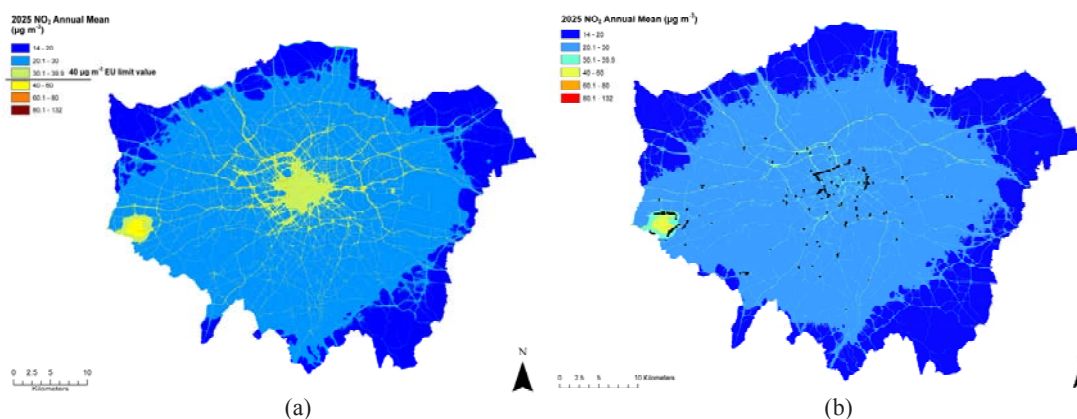 2025 NO₂ Annual Mean
(µg m⁻³)
14 - 20
20.1 - 30
30.1 - 39.9
40 µg m⁻³ EU limit value
40 - 60
60.1 - 80
80.1 - 132
0 2.5 5 10
Kilometers
N
(a)
2025 NO₂ Annual Mean (µg m⁻³)
14 - 20
20.1 - 30
30.1 - 39.9
40 - 60
60.1 - 80
80.1 - 132
0 2.5 5 10 Kilometers
(b)